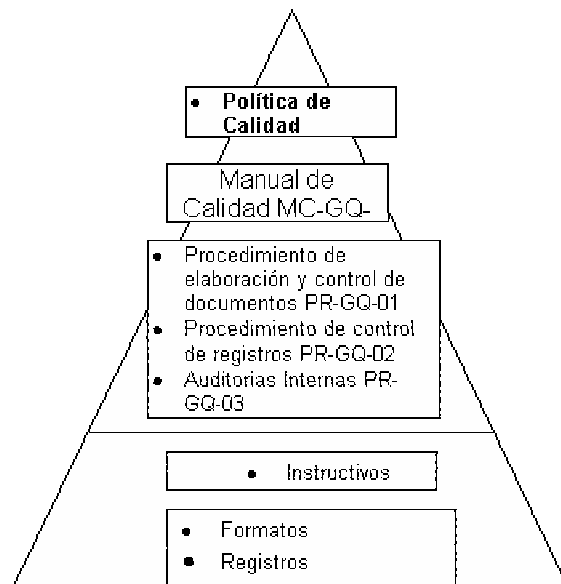 • Política de
Calidad
Manual de
Calidad MC-GQ-
• Procedimiento de
elaboración y control de
documentos PR-GQ-01
• Procedimiento de control
de registros PR-GQ-02
• Auditorias Internas PR-
GQ-03
• Instructivos
• Formatos
• Registros